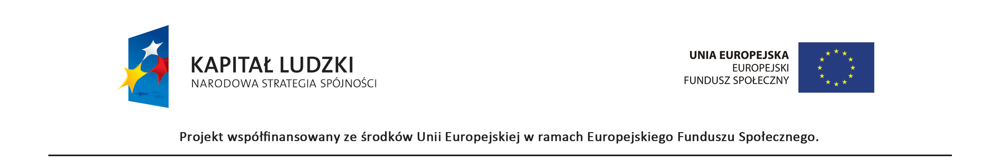 KAPITAŁ LUDZKI
NARODOWA STRATEGIA SPÓJNOŚCI
UNIA EUROPEJSKA
EUROPEJSKI
FUNDUSZ SPOŁECZNY
Projekt współfinansowany ze środków Unii Europejskiej w ramach Europejskiego Funduszu Społecznego.